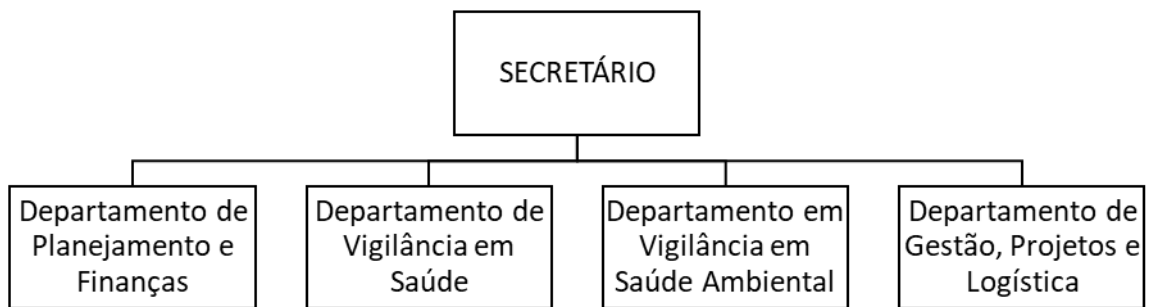 SECRETÁRIO
Departamento de
Planejamento e
Finanças
Departamento de
Vigilância em
Saúde
Departamento em
Vigilância em
Saúde Ambiental
Departamento de
Gestão, Projetos e
Logística